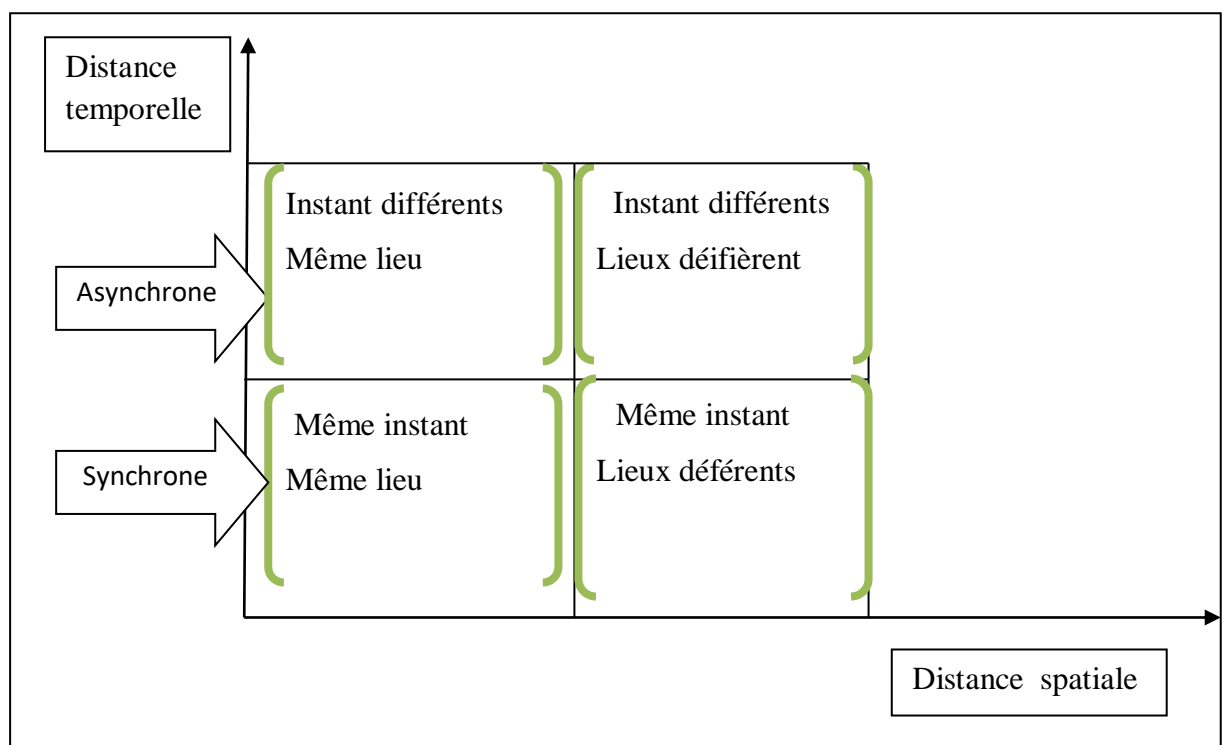 Distance
temporelle
Instant différents
Même lieu
Instant différents
Lieux déifièrent
Asynchrone
Même instant
Même lieu
Même instant
Lieux déférents
Synchrone
Distance spatiale